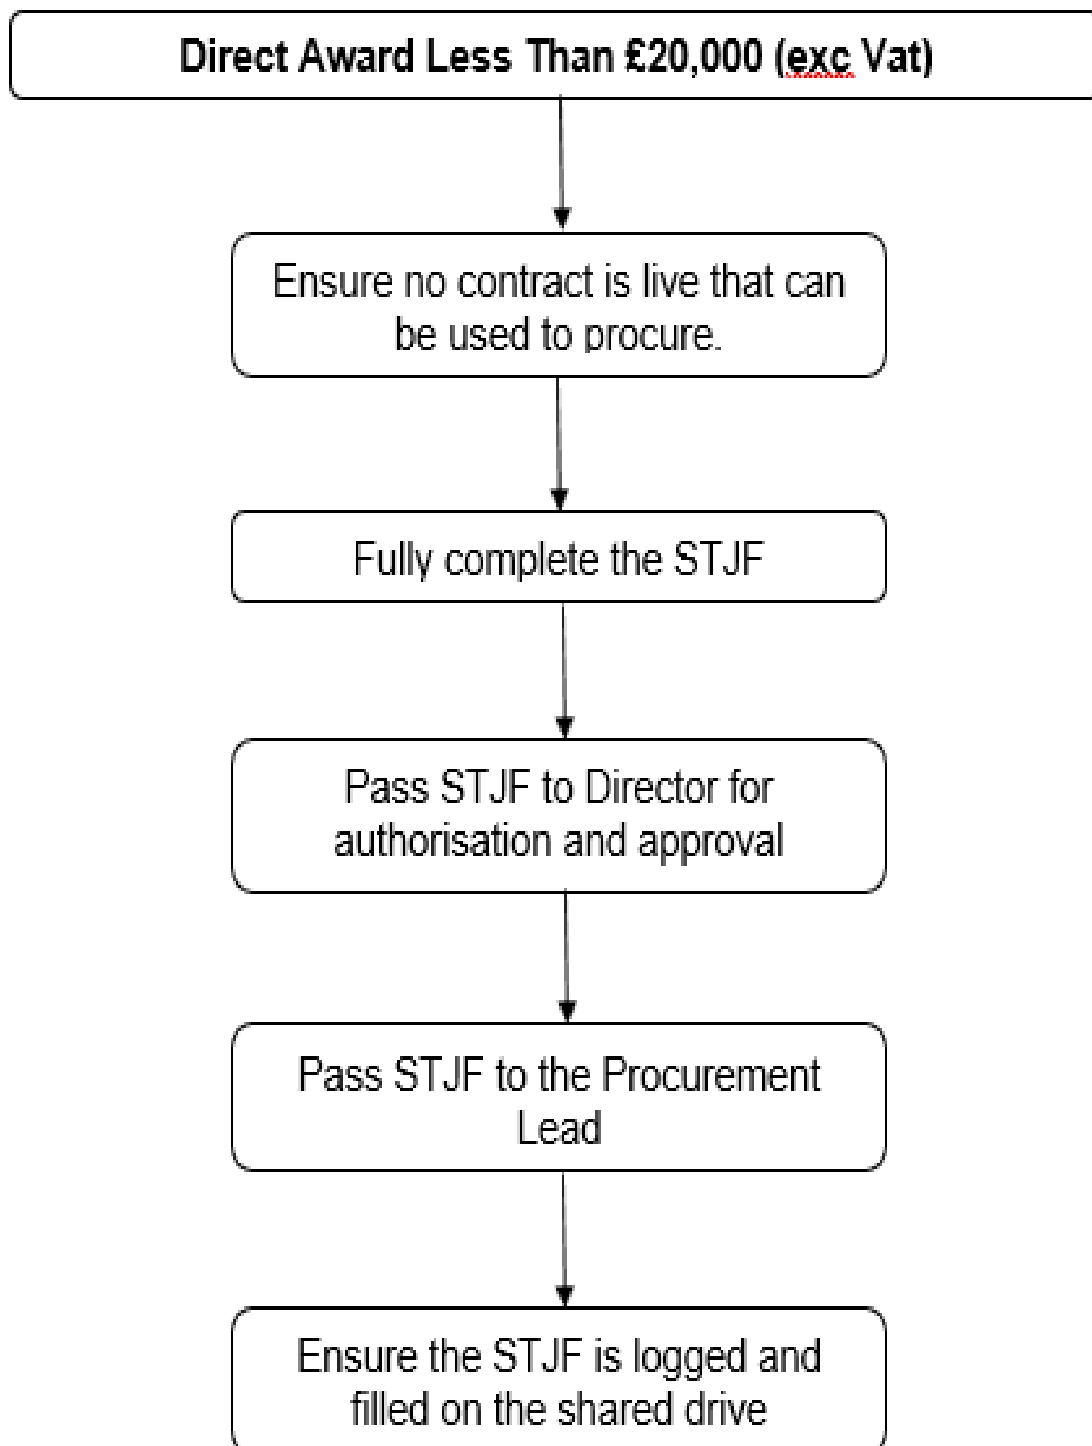 Direct Award Less Than £20,000 (exc Vat)
Ensure no contract is live that can
be used to procure.
Fully complete the STJF
Pass STJF to Director for
authorisation and approval
Pass STJF to the Procurement
Lead
Ensure the STJF is logged and
filled on the shared drive